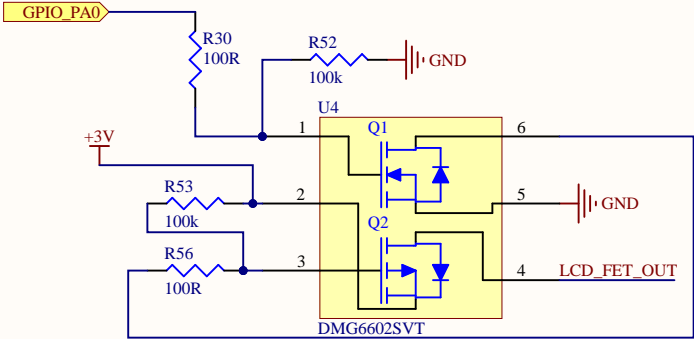 GPIO_PA0
R30
100R
R52
100k
GND
U4
+3V
1
Q1
6
R53
100k
2
5
GND
Q2
R56
100R
3
4
LCD_FET_OUT
DMG6602SVT